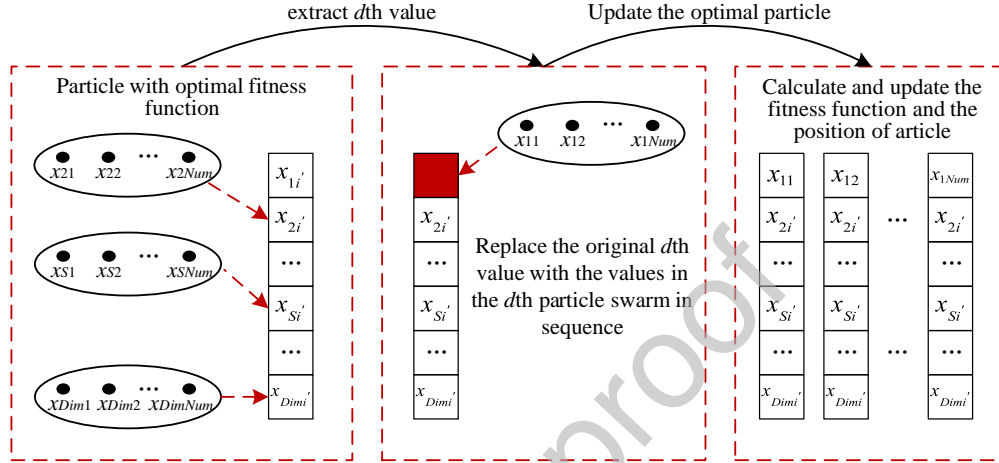 extract dth value
Update the optimal particle
Particle with optimal fitness
function
x21 x22 ... x2Num
xS1 xS2 ... xSNum
xDim1 xDim2 ... xDimNum
x1i′
x2i′
...
xSi′
...
xDimi′
x11 x12 ... x1Num
x2i′
...
xSi′
...
xDimi′
Replace the original dth
value with the values in
the dth particle swarm in
sequence
Calculate and update the
fitness function and the
position of article
x11 x12 x1Num
x2i′ x2i′ ... x2i′
... ... ...
xSi′ xSi′ xSi′
... ... ... ...
xDimi′ xDimi′ xDimi′
proof